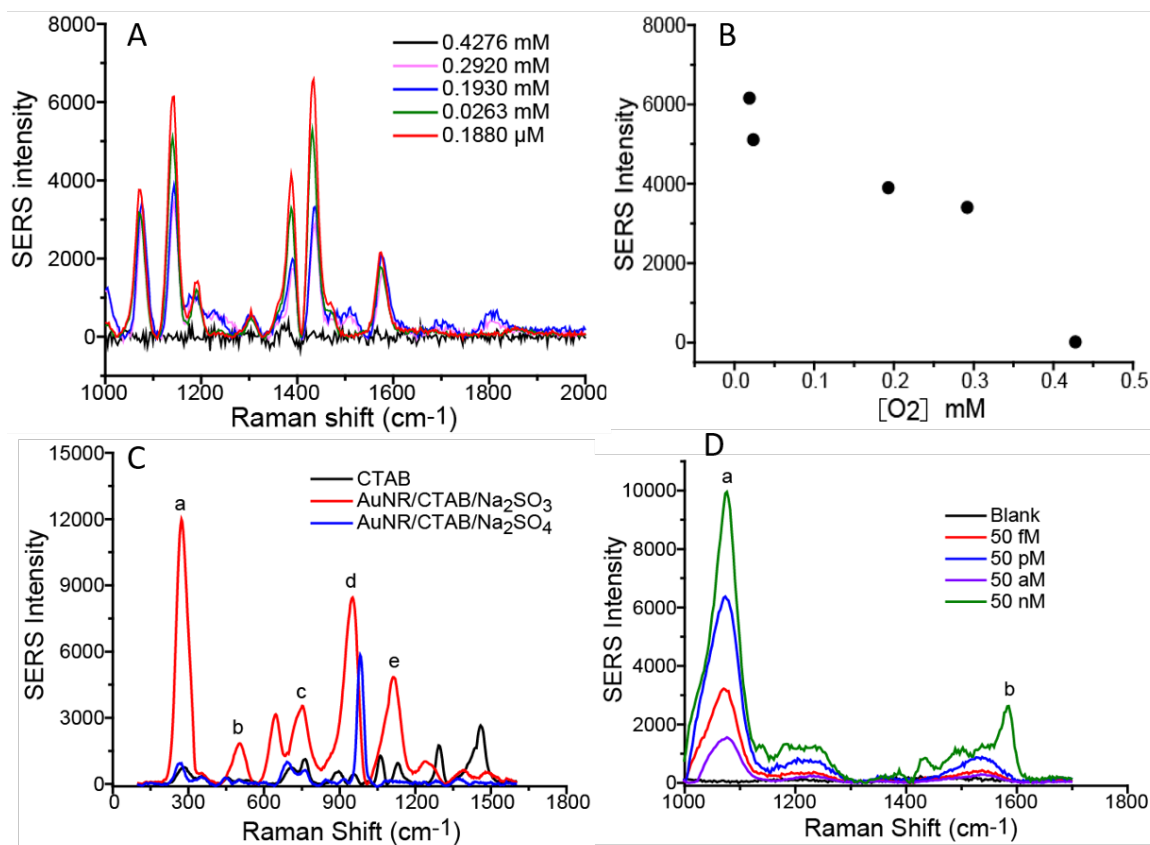 A
8000
6000
4000
2000
0
1000 1200 1400 1600 1800 2000
SERS intensity
Raman shift (cm-1)
0.4276 mM
0.2920 mM
0.1930 mM
0.0263 mM
0.1880 µM
B
8000
6000
4000
2000
0
0.0 0.1 0.2 0.3 0.4 0.5
SERS Intensity
[O2] mM
C
15000
12000
9000
6000
3000
0
0 300 600 900 1200 1500 1800
SERS Intensity
Raman Shift (cm-1)
CTAB
AuNR/CTAB/Na2SO3
AuNR/CTAB/Na2SO4
a
b
c
d
e
D
10000
8000
6000
4000
2000
0
1000 1200 1400 1600 1800
SERS Intensity
Raman Shift (cm-1)
Blank
50 fM
50 pM
50 aM
50 nM
a
b